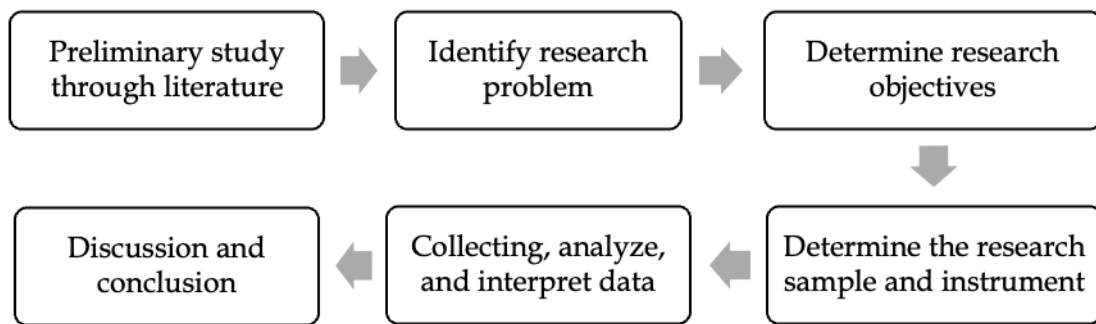 Preliminary study
through literature
Identify research
problem
Determine research
objectives
Determine the research
sample and instrument
Collecting, analyze,
and interpret data
Discussion and
conclusion